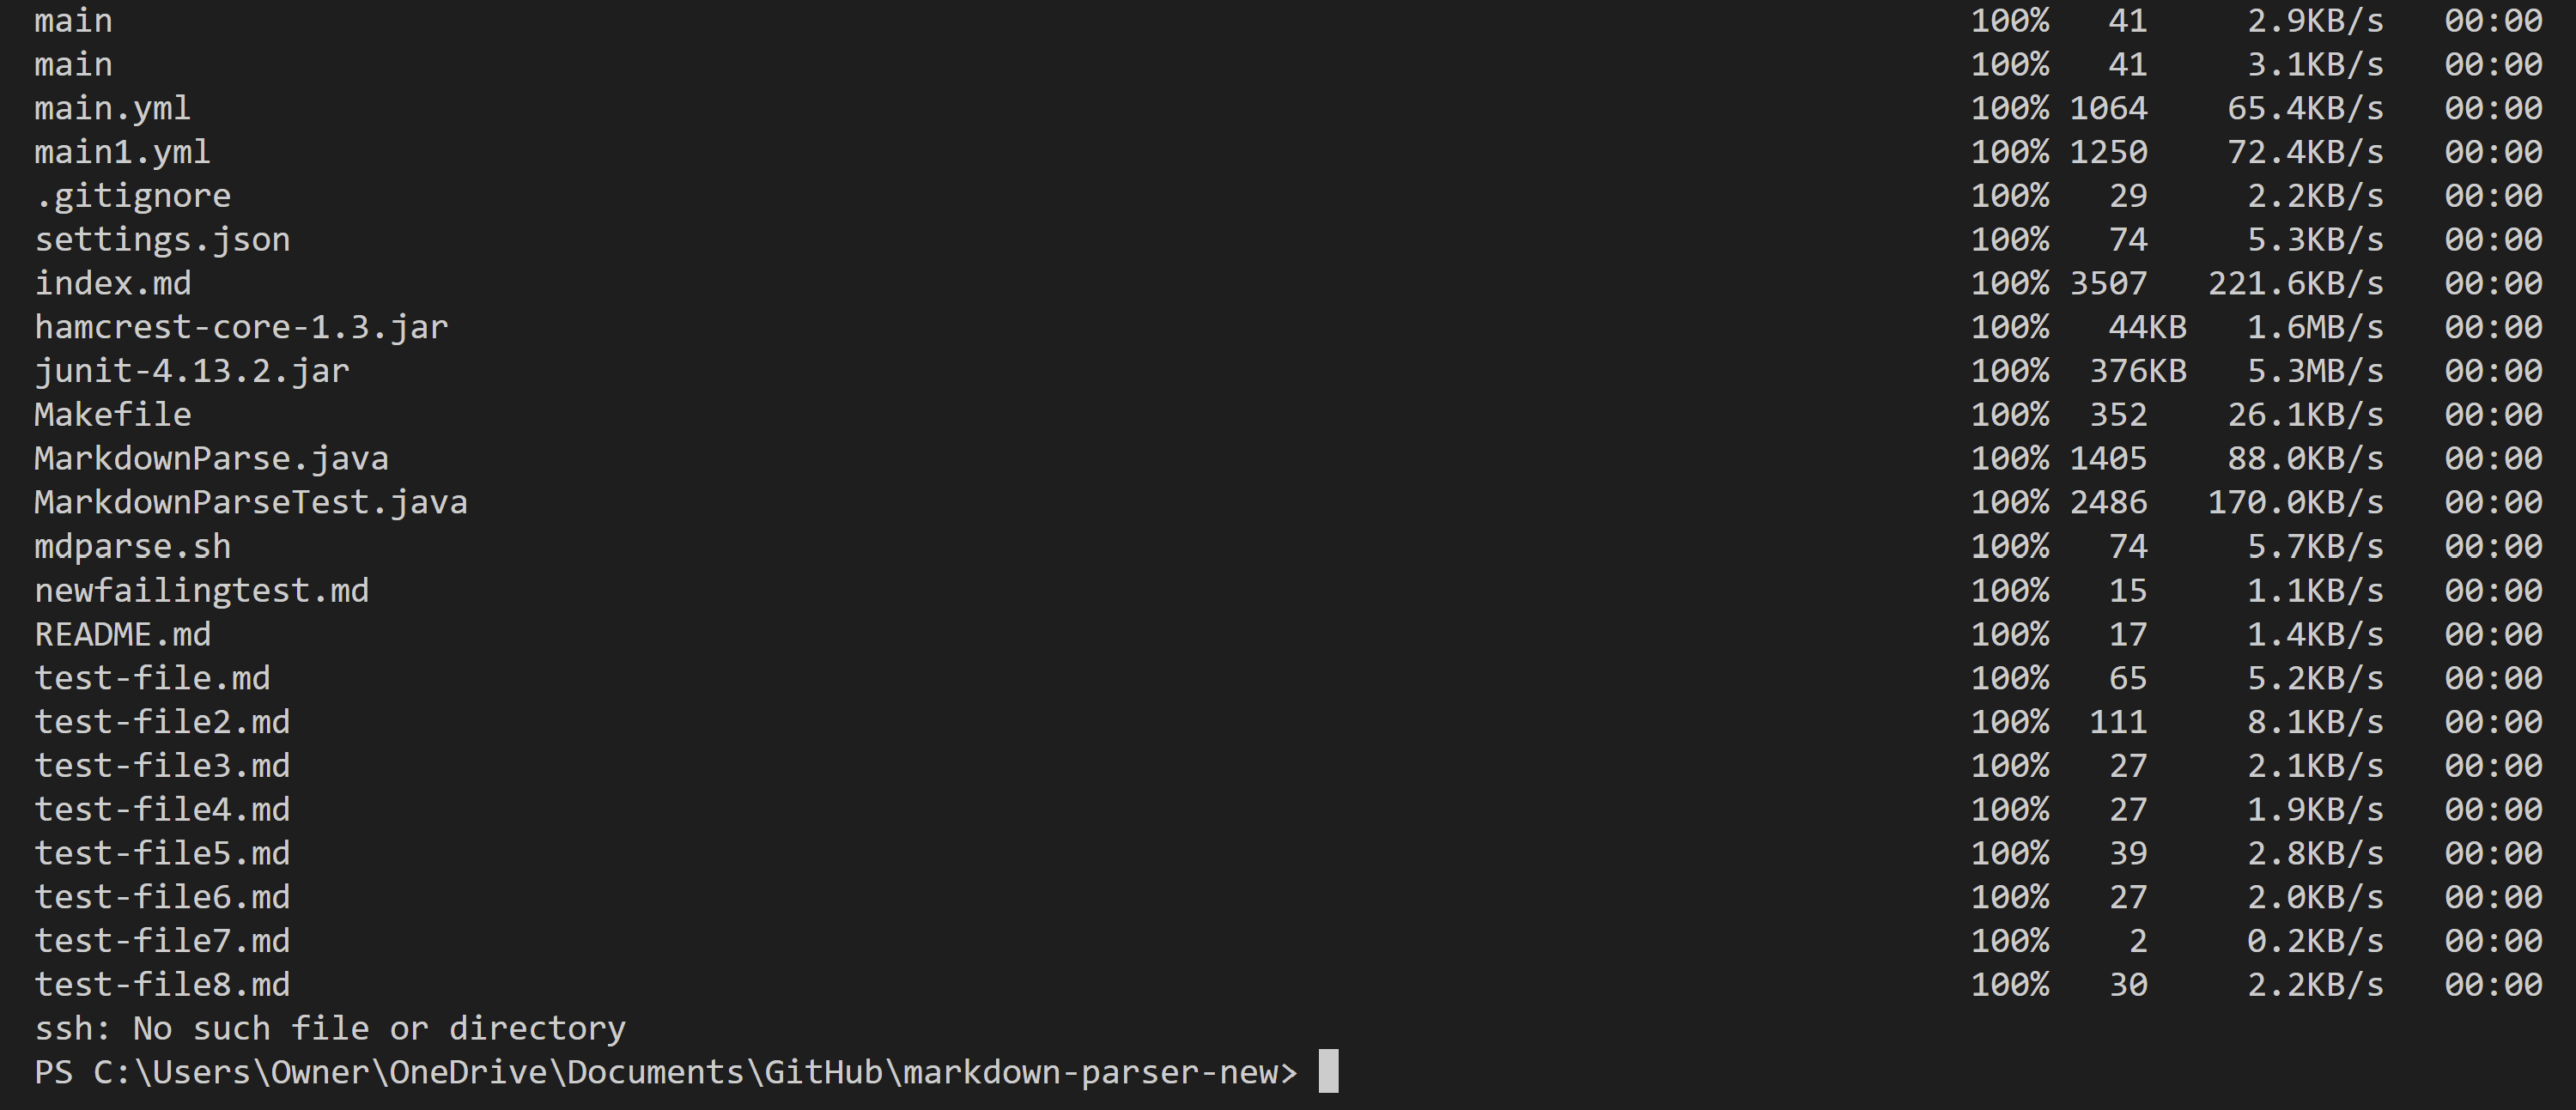 main 100% 41 2.9KB/s 00:00
main 100% 41 3.1KB/s 00:00
main.yml 100% 1064 65.4KB/s 00:00
main1.yml 100% 1250 72.4KB/s 00:00
.gitignore 100% 29 2.2KB/s 00:00
settings.json 100% 74 5.3KB/s 00:00
index.md 100% 3507 221.6KB/s 00:00
hamcrest-core-1.3.jar 100% 44KB 1.6MB/s 00:00
junit-4.13.2.jar 100% 376KB 5.3MB/s 00:00
Makefile 100% 352 26.1KB/s 00:00
MarkdownParse.java 100% 1405 88.0KB/s 00:00
MarkdownParseTest.java 100% 2486 170.0KB/s 00:00
mdparse.sh 100% 74 5.7KB/s 00:00
newfailingtest.md 100% 15 1.1KB/s 00:00
README.md 100% 17 1.4KB/s 00:00
test-file.md 100% 65 5.2KB/s 00:00
test-file2.md 100% 111 8.1KB/s 00:00
test-file3.md 100% 27 2.1KB/s 00:00
test-file4.md 100% 27 1.9KB/s 00:00
test-file5.md 100% 39 2.8KB/s 00:00
test-file6.md 100% 27 2.0KB/s 00:00
test-file7.md 100% 2 0.2KB/s 00:00
test-file8.md 100% 30 2.2KB/s 00:00
ssh: No such file or directory
PS C:\Users\Owner\OneDrive\Documents\GitHub\markdown-parser-new>